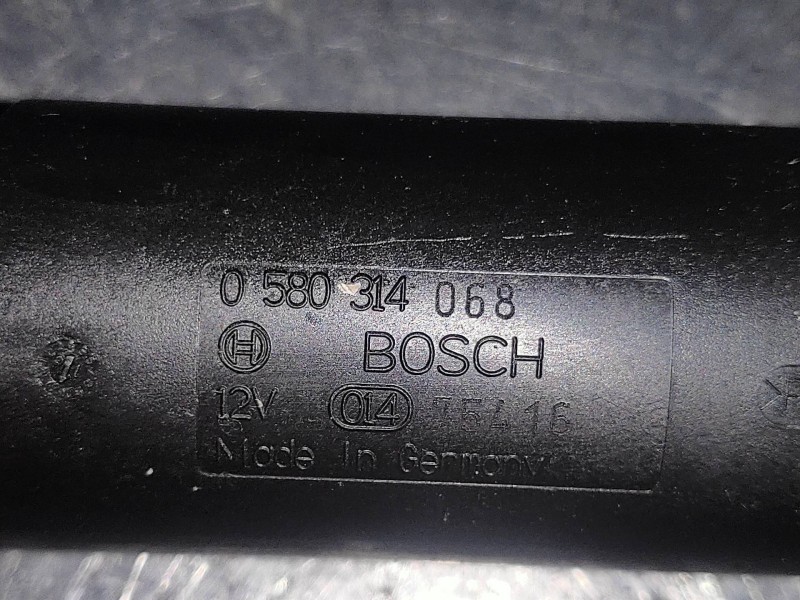 0 580 314 068
BOSCH
12V 014 75416
Made in Germany